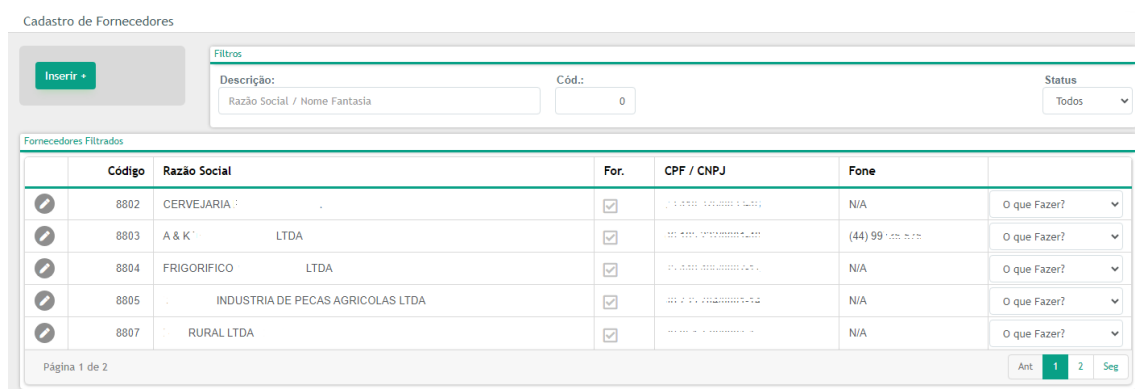 Cadastro de Fornecedores
Inserir +
Filtros
Descrição: Cód.: Status
Razão Social / Nome Fantasia 0 Todos
Fornecedores Filtrados
Código Razão Social For. CPF / CNPJ Fone
8802 CERVEJARIA N/A O que Fazer?
8803 A & K LTDA (44) 99 O que Fazer?
8804 FRIGORIFICO LTDA N/A O que Fazer?
8805 INDUSTRIA DE PECAS AGRICOLAS LTDA N/A O que Fazer?
8807 RURAL LTDA N/A O que Fazer?
Página 1 de 2 Ant 1 2 Seg